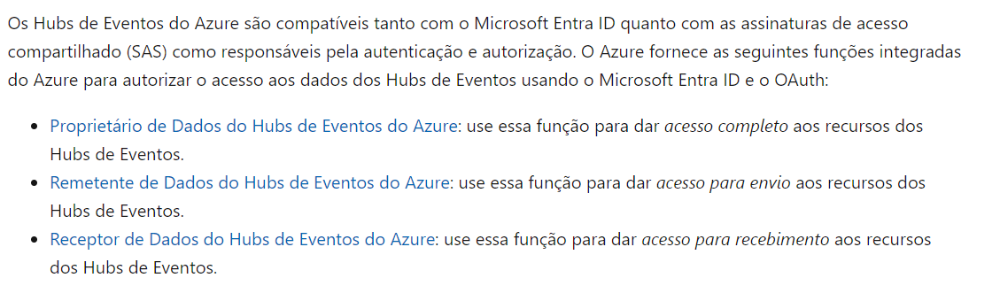 Os Hubs de Eventos do Azure são compatíveis tanto com o Microsoft Entra ID quanto com as assinaturas de acesso
compartilhado (SAS) como responsáveis pela autenticação e autorização. O Azure fornece as seguintes funções integradas
do Azure para autorizar o acesso aos dados dos Hubs de Eventos usando o Microsoft Entra ID e o OAuth:
• Proprietário de Dados do Hubs de Eventos do Azure: use essa função para dar acesso completo aos recursos dos
Hubs de Eventos.
• Remetente de Dados do Hubs de Eventos do Azure: use essa função para dar acesso para envio aos recursos dos
Hubs de Eventos.
• Receptor de Dados do Hubs de Eventos do Azure: use essa função para dar acesso para recebimento aos recursos
dos Hubs de Eventos.